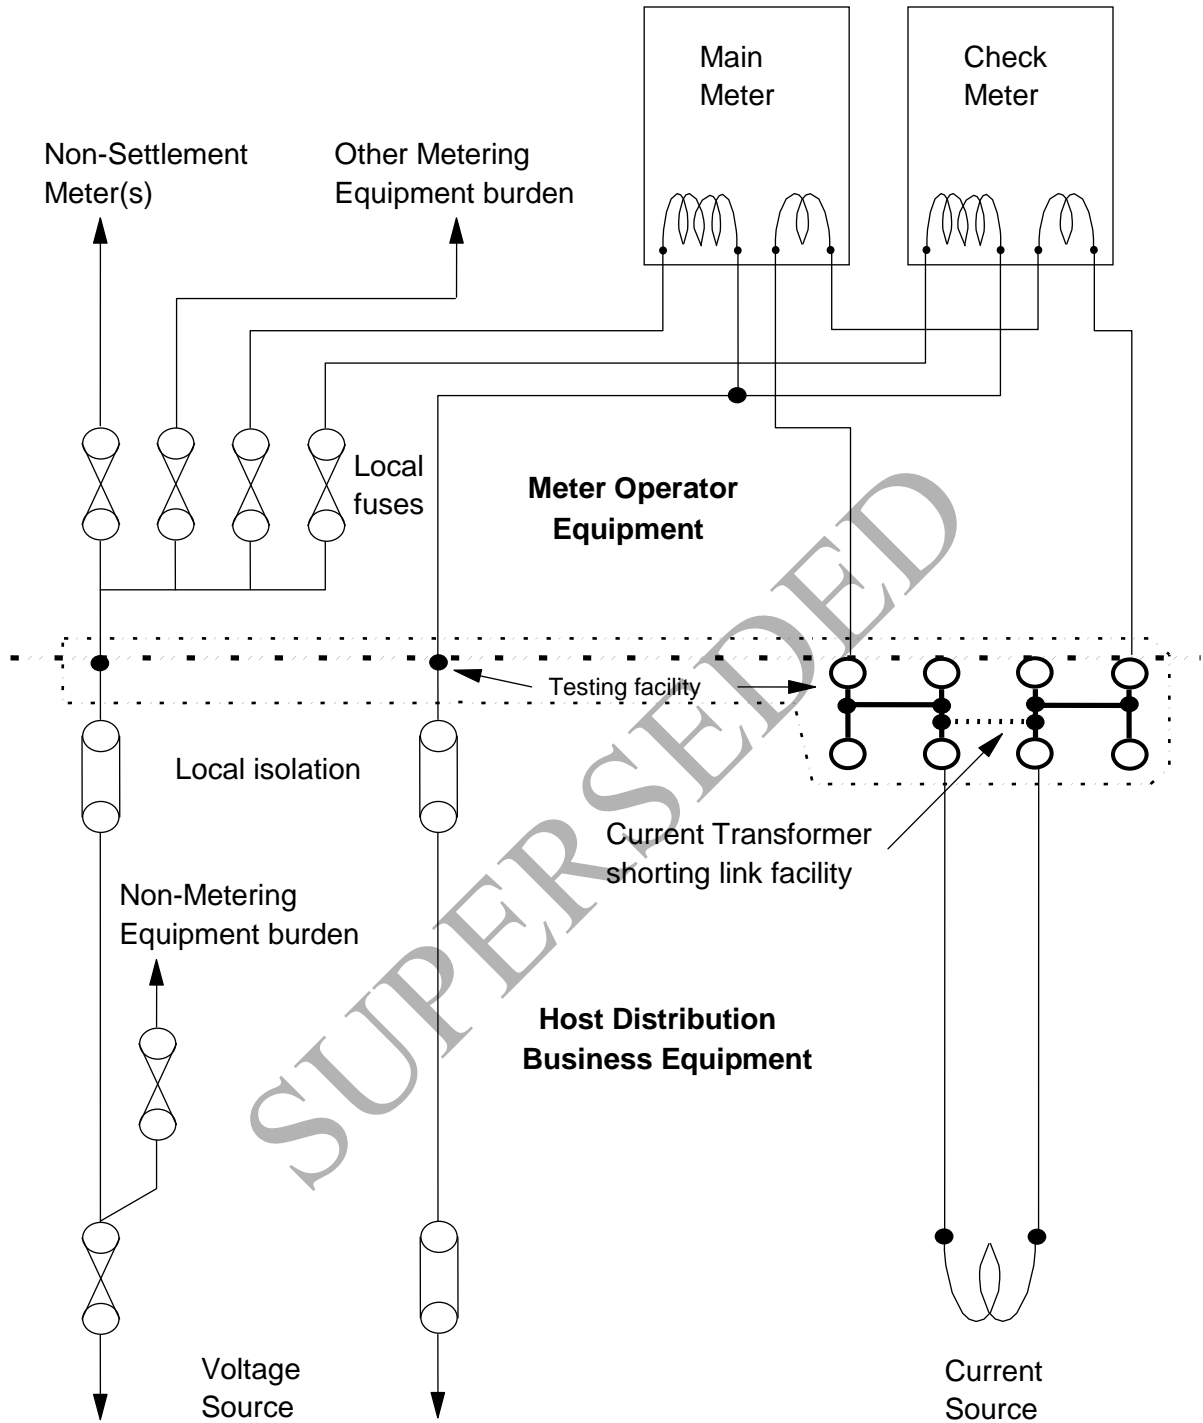 Main
Meter
Check
Meter
Non-Settlement
Meter(s)
Other Metering
Equipment burden
Local
fuses
Meter Operator
Equipment
Testing facility
Local isolation
Current Transformer
shorting link facility
Non-Metering
Equipment burden
Host Distribution
Business Equipment
SUPERSEDED
Voltage
Source
Current
Source